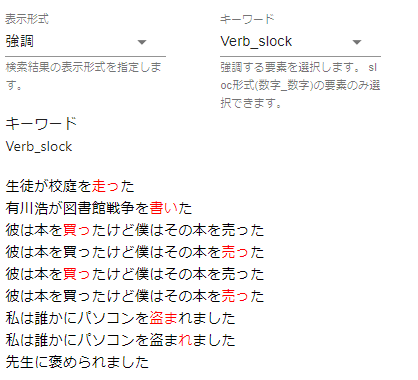 表示形式
キーワード
強調
Verb_slock
検索結果の表示形式を指定します。
強調する要素を選択します。 sloc形式(数字_数字)の要素のみ選択できます。
キーワード
Verb_slock
生徒が校庭を走った
有川浩が図書館戦争を書いた
彼は本を買ったけど僕はその本を売った
彼は本を買ったけど僕はその本を売った
彼は本を買ったけど僕はその本を売った
彼は本を買ったけど僕はその本を売った
私は誰かにパソコンを盗まれました
私は誰かにパソコンを盗まれました
先生に褒められました